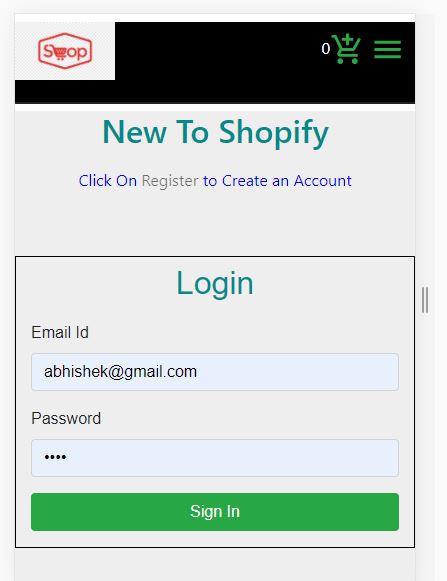 Shop
0
New To Shopify
Click On Register to Create an Account
Login
Email Id
abhishek@gmail.com
Password
••••
Sign In